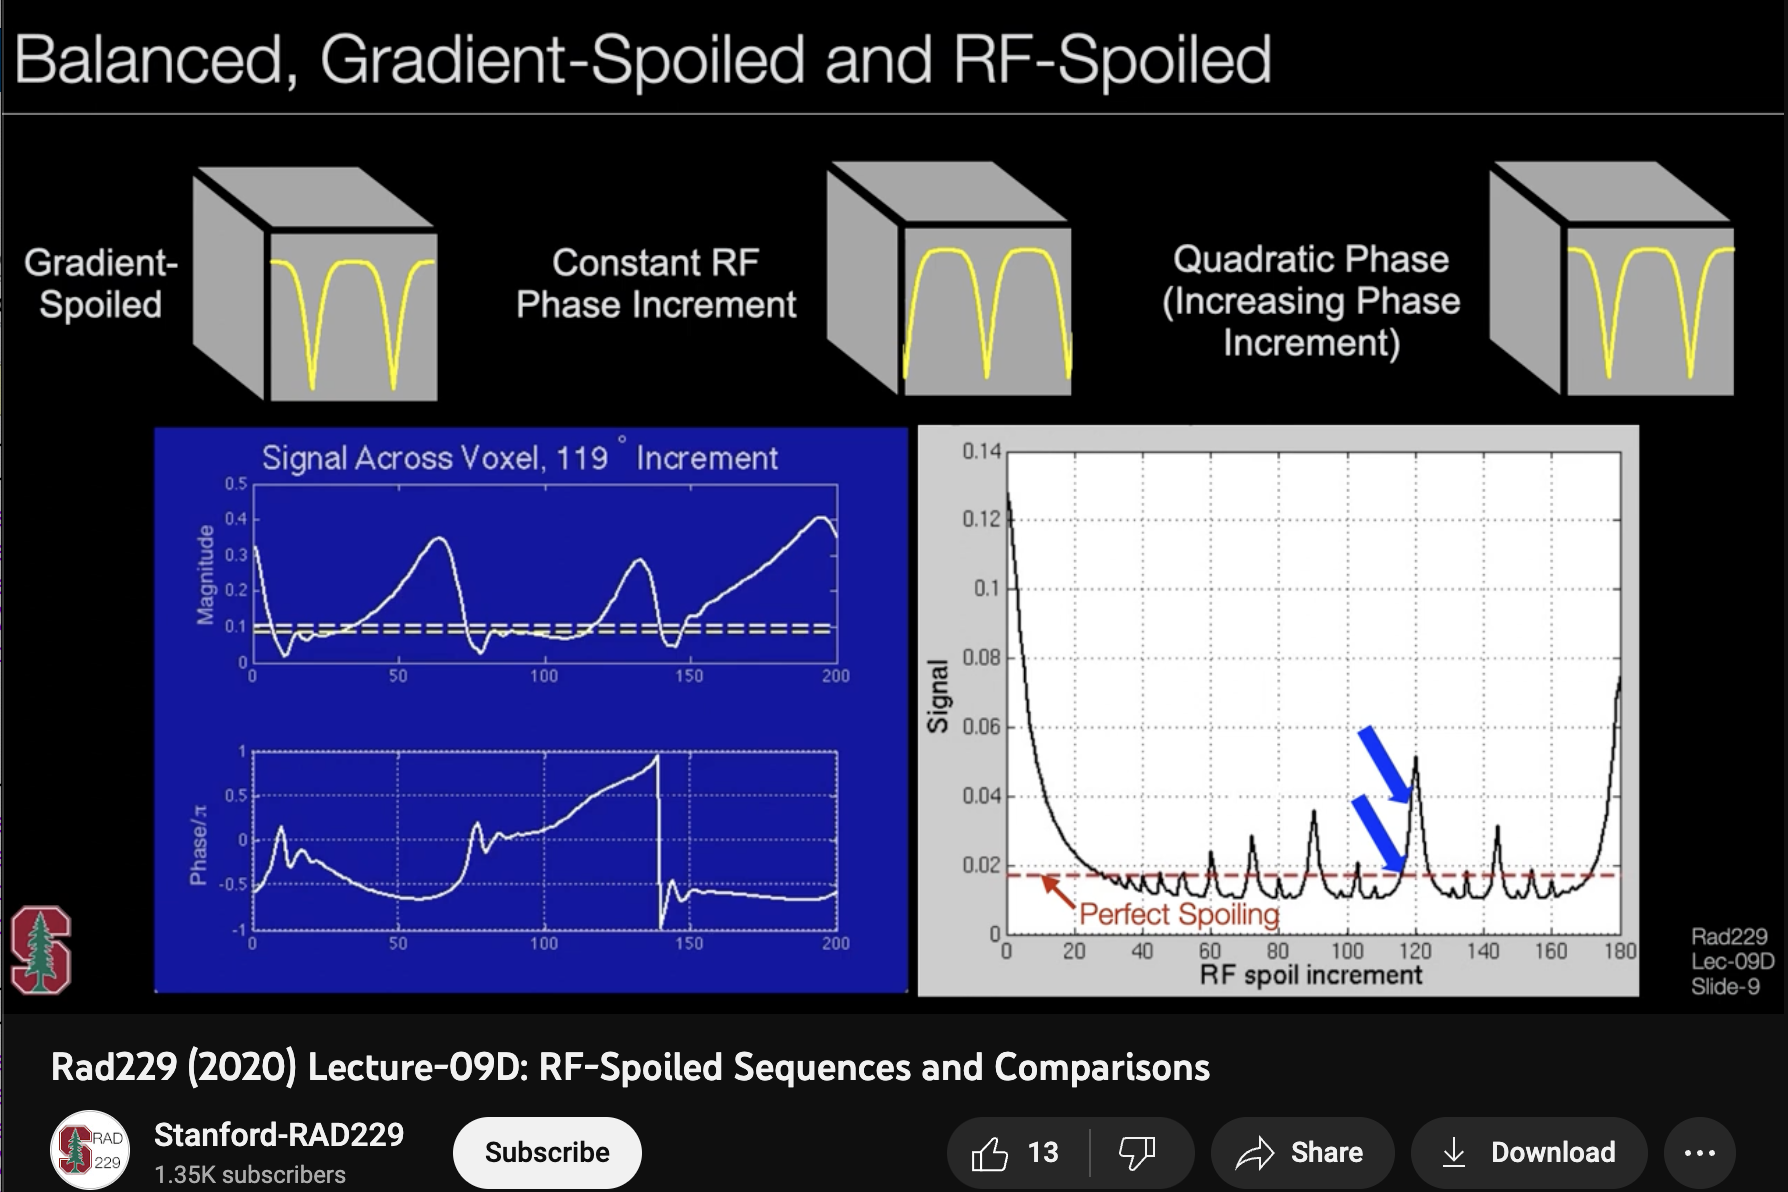 Balanced, Gradient-Spoiled and RF-Spoiled
Gradient-
Spoiled
Constant RF
Phase Increment
Quadratic Phase
(Increasing Phase
Increment)
Signal Across Voxel, 119° Increment
Magnitude
0.5
0.4
0.3
0.2
0.1
0
0 50 100 150 200
Phase/π
1
0.5
0
-0.5
-1
0 50 100 150 200
Signal
0.14
0.12
0.1
0.08
0.06
0.04
0.02
0
Perfect Spoiling
0 20 40 60 80 100 120 140 160 180
RF spoil increment
S
Rad229
Lec-09D
Slide-9
Rad229 (2020) Lecture-09D: RF-Spoiled Sequences and Comparisons
S RAD
229
Stanford-RAD229
1.35K subscribers
Subscribe
13
Share
Download